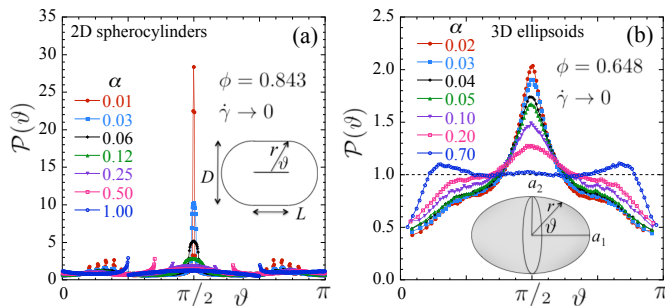 2D spherocylinders
(a)
35
30
25
20
15
10
5
0
P(ϑ)
α
0.01
0.03
0.06
0.12
0.25
0.50
1.00
ϕ = 0.843
γ̇ → 0
r
ϑ
D
L
0
π/2
ϑ
π
3D ellipsoids
(b)
2.5
2.0
1.5
1.0
0.5
0.0
P(ϑ)
α
0.02
0.03
0.04
0.05
0.10
0.20
0.70
ϕ = 0.648
γ̇ → 0
a₂
r
ϑ
a₁
0
π/2
ϑ
π